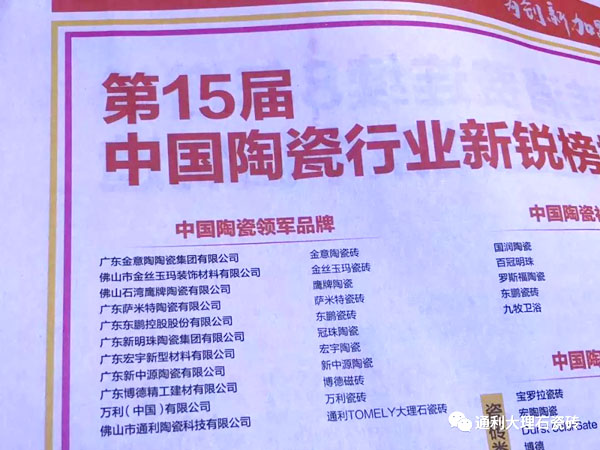 创新加
第15届
中国陶瓷行业新锐榜
中国陶瓷领军品牌
广东金意陶陶瓷集团有限公司 金意陶瓷砖
佛山市金丝玉玛装饰材料有限公司 金丝玉玛瓷砖
佛山石湾鹰牌陶瓷有限公司 鹰牌陶瓷
广东萨米特陶瓷有限公司 萨米特瓷砖
广东东鹏控股股份有限公司 东鹏瓷砖
广东新明珠陶瓷集团有限公司 冠珠陶瓷
广东宏宇新型材料有限公司 宏宇陶瓷
广东新中源陶瓷有限公司 新中源陶瓷
广东博德精工建材有限公司 博德磁砖
万利（中国）有限公司 万利瓷砖
佛山市通利陶瓷科技有限公司 通利TOMELY大理石瓷砖
中国陶瓷
国润陶瓷
百冠明珠
罗斯福陶瓷
东鹏瓷砖
九牧卫浴
中国陶
瓷砖类
宝罗拉瓷砖
宏陶陶瓷
Durst
博德
通利大理石瓷砖